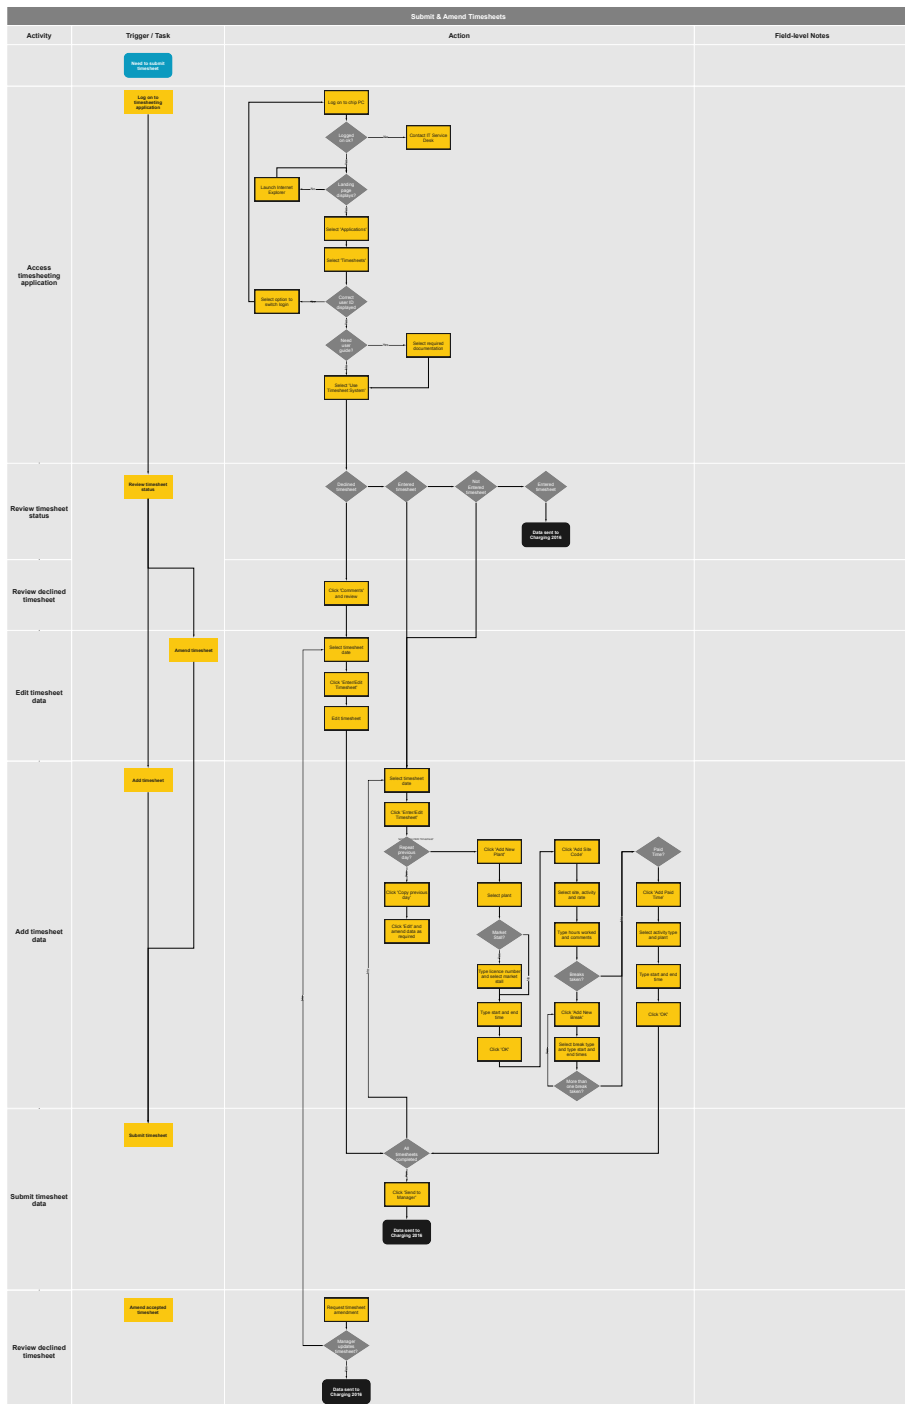 Submit & Amend Timesheets
Activity
Trigger / Task
Action
Field-level Notes
Need to submit
timesheet
Access
timesheeting
application
Log on to
timesheeting
application
Log on to chip PC
Logged
on ok?
Contact IT Service
Desk
Landing
page
displays?
Launch Internet
Explorer
Select 'Applications'
Select 'Timesheets'
Correct
user ID
displayed
Select option to
switch login
Need
user
guide?
Select required
documentation
Select 'Use
Timesheet System'
Review timesheet
status
Review timesheet
status
Declined
timesheet
Entered
timesheet
Not
Entered
timesheet
Entered
timesheet
Data sent to
Charging 2016
Review declined
timesheet
Click 'Comments'
and review
Edit timesheet
data
Amend timesheet
Select timesheet
date
Click 'Enter/Edit
Timesheet'
Edit timesheet
Add timesheet
data
Add timesheet
Select timesheet
date
Click 'Enter/Edit
Timesheet'
Repeat
previous
day?
Click 'Copy previous
day'
Click 'Edit' and
amend data as
required
Click 'Add New
Plant'
Select plant
Market
Stall?
Type licence number
and select market
start
Type start and end
time
Click 'OK'
Click 'Add Site
Code'
Select site, activity
and rate
Type hours worked
and comments
Breaks
taken?
Click 'Add New
Break'
Select break type
and type start and
end times
More than
one break
taken?
Paid
Time?
Click 'Add Paid
Time'
Select activity type
and plant
Type start and end
time
Click 'OK'
Submit timesheet
data
Submit timesheet
All
timesheets
completed
Click 'Send to
Manager'
Data sent to
Charging 2016
Review declined
timesheet
Amend accepted
timesheet
Request timesheet
amendment
Manager
updates
timesheet?
Data sent to
Charging 2016